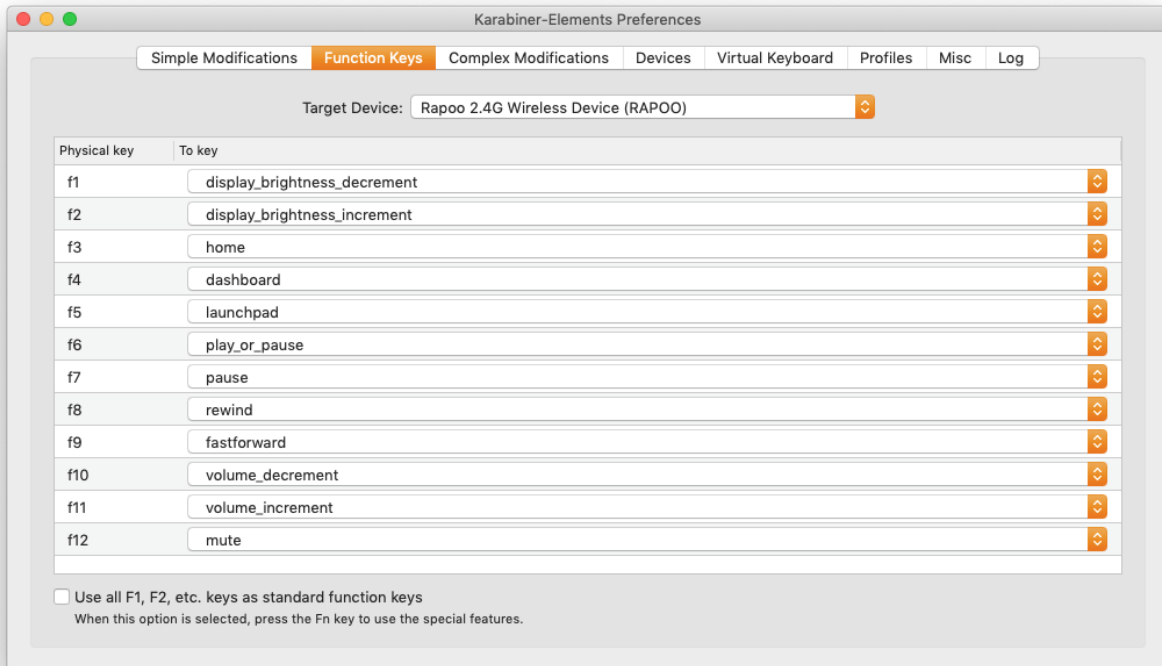 Karabiner-Elements Preferences
Simple Modifications Function Keys Complex Modifications Devices Virtual Keyboard Profiles Misc Log
Target Device: Rapoo 2.4G Wireless Device (RAPOO)
Physical key To key
f1 display_brightness_decrement
f2 display_brightness_increment
f3 home
f4 dashboard
f5 launchpad
f6 play_or_pause
f7 pause
f8 rewind
f9 fastforward
f10 volume_decrement
f11 volume_increment
f12 mute
Use all F1, F2, etc. keys as standard function keys
When this option is selected, press the Fn key to use the special features.